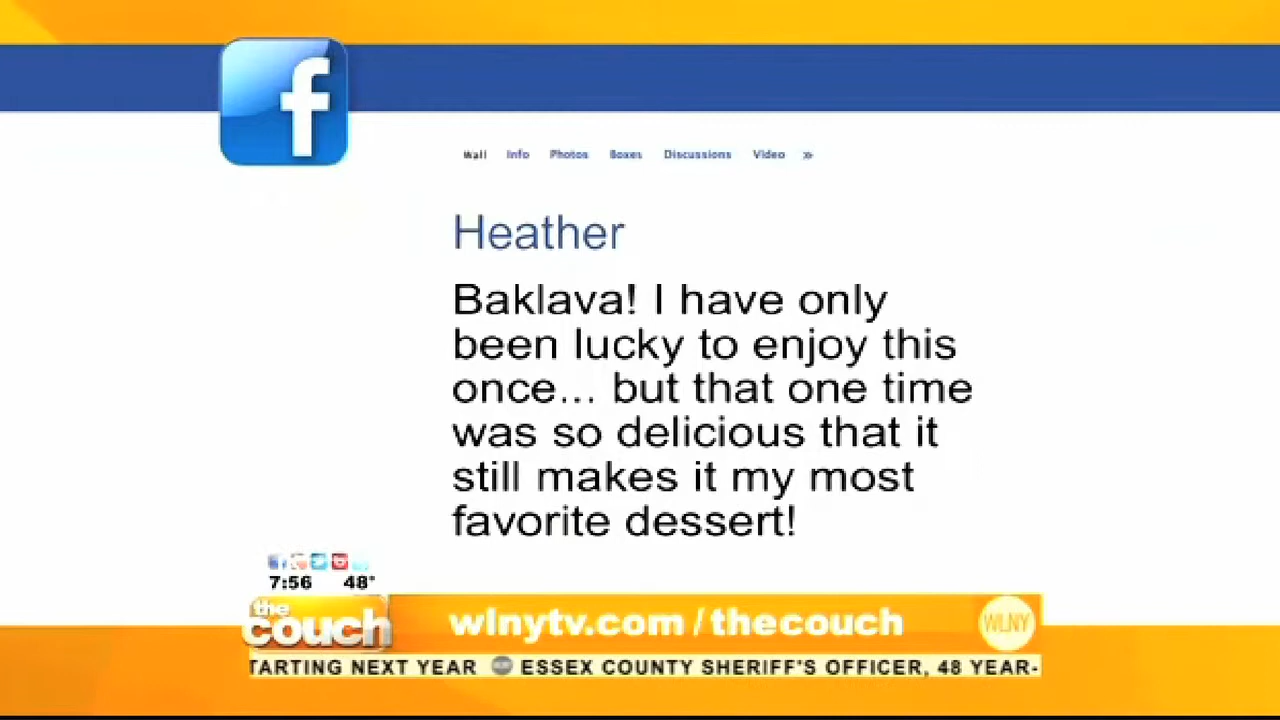 f
Wall Info Photos Boxes Discussions Video »
Heather
Baklava! I have only
been lucky to enjoy this
once... but that one time
was so delicious that it
still makes it my most
favorite dessert!
7:56 48°
the
couch
wlnytv.com/thecouch
WLNY
TARTING NEXT YEAR ESSEX COUNTY SHERIFF'S OFFICER, 48 YEAR-